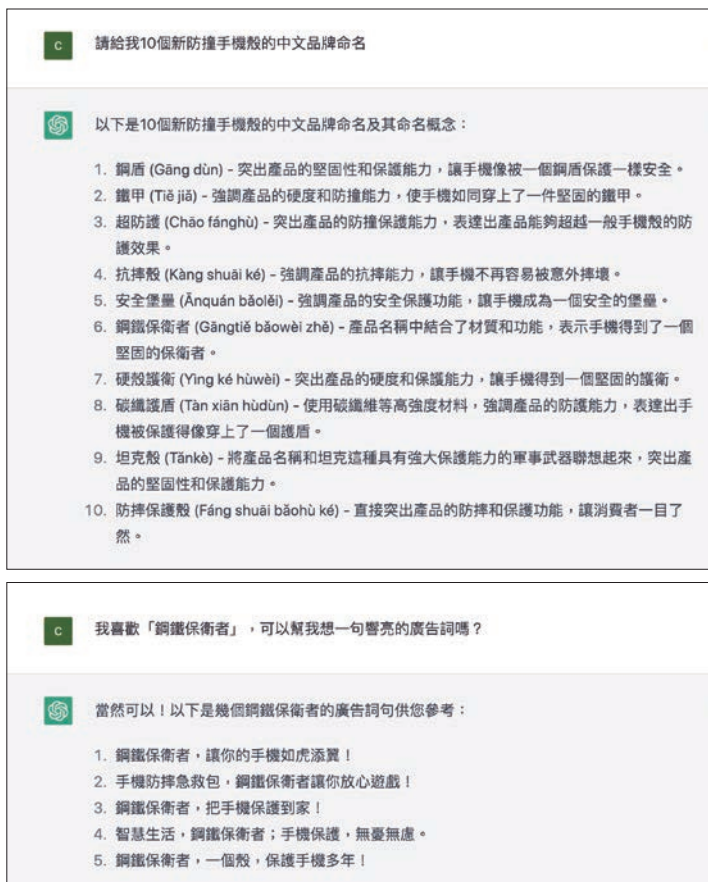 C 請給我10個新防撞手機殼的中文品牌命名
以下是10個新防撞手機殼的中文品牌命名及其命名概念：
1. 鋼盾 (Gāng dùn) - 突出產品的堅固性和保護能力，讓手機像被一個鋼盾保護一樣安全。
2. 鐵甲 (Tiě jiǎ) - 強調產品的硬度和防撞能力，使手機如同穿上了一件堅固的鐵甲。
3. 超防護 (Chāo fánghù) - 突出產品的防撞保護能力，表達出產品能夠超越一般手機殼的防
護效果。
4. 抗摔殼 (Kàng shuāi ké) - 強調產品的抗摔能力，讓手機不再容易被意外摔壞。
5. 安全堡壘 (Ānquán bǎolěi) - 強調產品的安全保護功能，讓手機成為一個安全的堡壘。
6. 鋼鐵保衛者 (Gāngtiě bǎowèi zhě) - 產品名稱中結合了材質和功能，表示手機得到了一個
堅固的保衛者。
7. 硬殼護衛 (Yìng ké hùwèi) - 突出產品的硬度和保護能力，讓手機得到一個堅固的護衛。
8. 碳纖護盾 (Tàn xiān hùdùn) - 使用碳纖維等高強度材料，強調產品的防護能力，表達出手
機被保護得像穿上了一個護盾。
9. 坦克殼 (Tǎnkè) - 將產品名稱和坦克這種具有強大保護能力的軍事武器聯想起來，突出產
品的堅固性和保護能力。
10. 防摔保護殼 (Fáng shuāi bǎohù ké) - 直接突出產品的防摔和保護功能，讓消費者一目了
然。
C 我喜歡「鋼鐵保衛者」，可以幫我想一句響亮的廣告詞嗎？
當然可以！以下是幾個鋼鐵保衛者的廣告詞句供您參考：
1. 鋼鐵保衛者，讓你的手機如虎添翼！
2. 手機防摔急救包，鋼鐵保衛者讓你放心遊戲！
3. 鋼鐵保衛者，把手機保護到家！
4. 智慧生活，鋼鐵保衛者；手機保護，無憂無慮。
5. 鋼鐵保衛者，一個殼，保護手機多年！